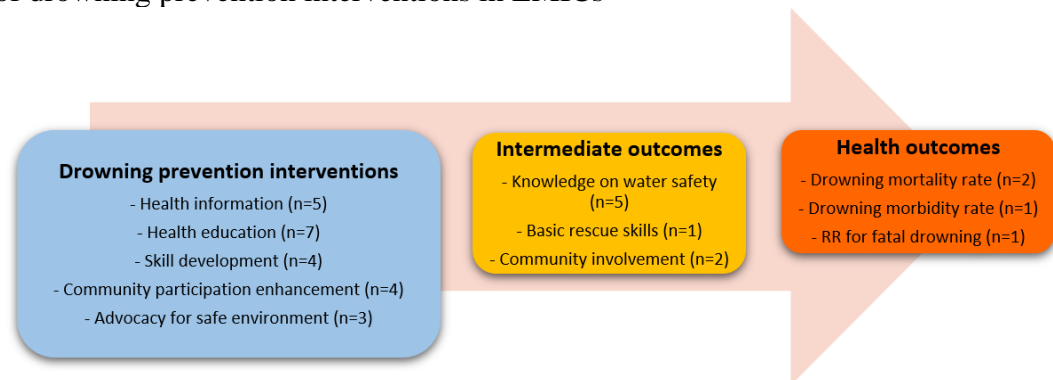 of drowning prevention interventions in LMICs
Drowning prevention interventions
- Health information (n=5)
- Health education (n=7)
- Skill development (n=4)
- Community participation enhancement (n=4)
- Advocacy for safe environment (n=3)
Intermediate outcomes
- Knowledge on water safety
(n=5)
- Basic rescue skills (n=1)
- Community involvement (n=2)
Health outcomes
- Drowning mortality rate (n=2)
- Drowning morbidity rate (n=1)
- RR for fatal drowning (n=1)